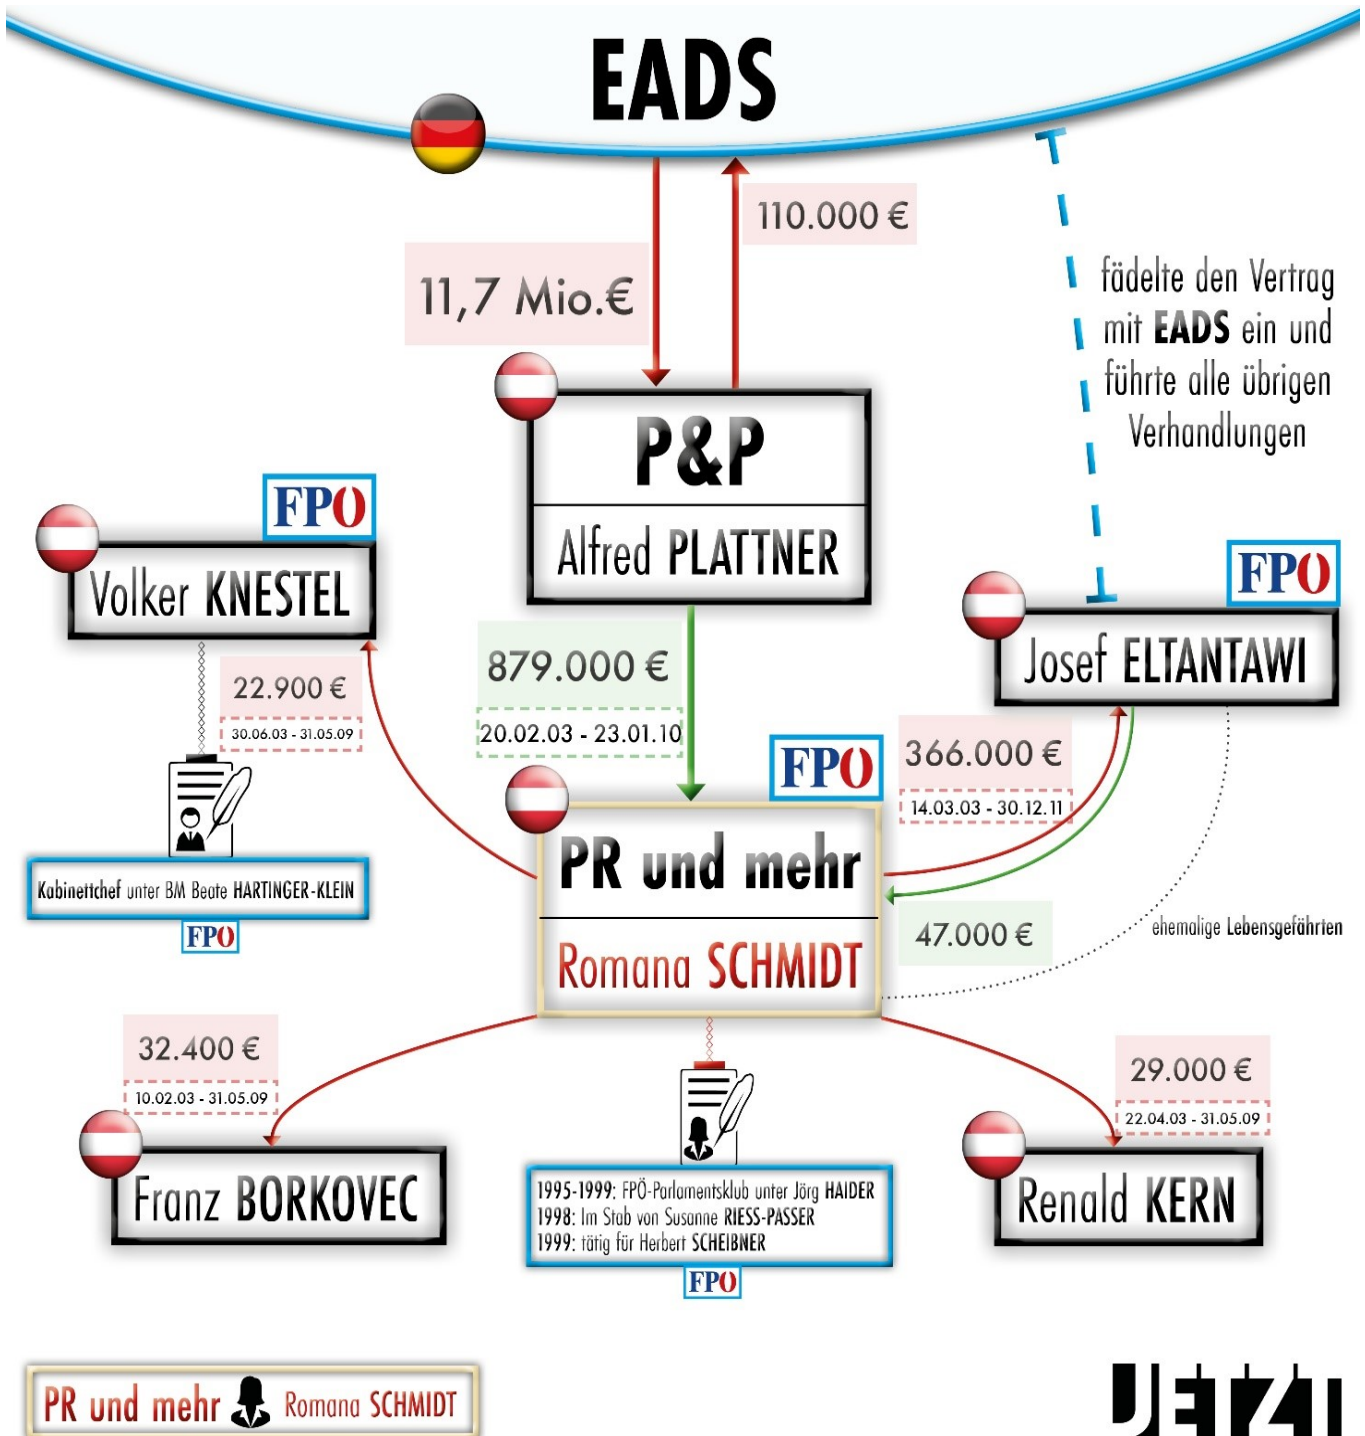 EADS
110.000 €
11,7 Mio.€
fädelte den Vertrag
mit EADS ein und
führte alle übrigen
Verhandlungen
P&P
Alfred PLATTNER
FPÖ
Volker KNESTEL
FPÖ
Josef ELTANTAWI
22.900 €
30.06.03 - 31.05.09
879.000 €
20.02.03 - 23.01.10
366.000 €
14.03.03 - 30.12.11
FPÖ
PR und mehr
Romana SCHMIDT
47.000 €
ehemalige Lebensgefährten
Kabinettchef unter BM Beate HARTINGER-KLEIN
FPÖ
32.400 €
10.02.03 - 31.05.09
29.000 €
22.04.03 - 31.05.09
Franz BORKOVEC
1995-1999: FPÖ-Parlamentsklub unter Jörg HAIDER
1998: Im Stab von Susanne RIESS-PASSER
1999: tätig für Herbert SCHEIBNER
FPÖ
Renald KERN
PR und mehr Romana SCHMIDT
JETZT